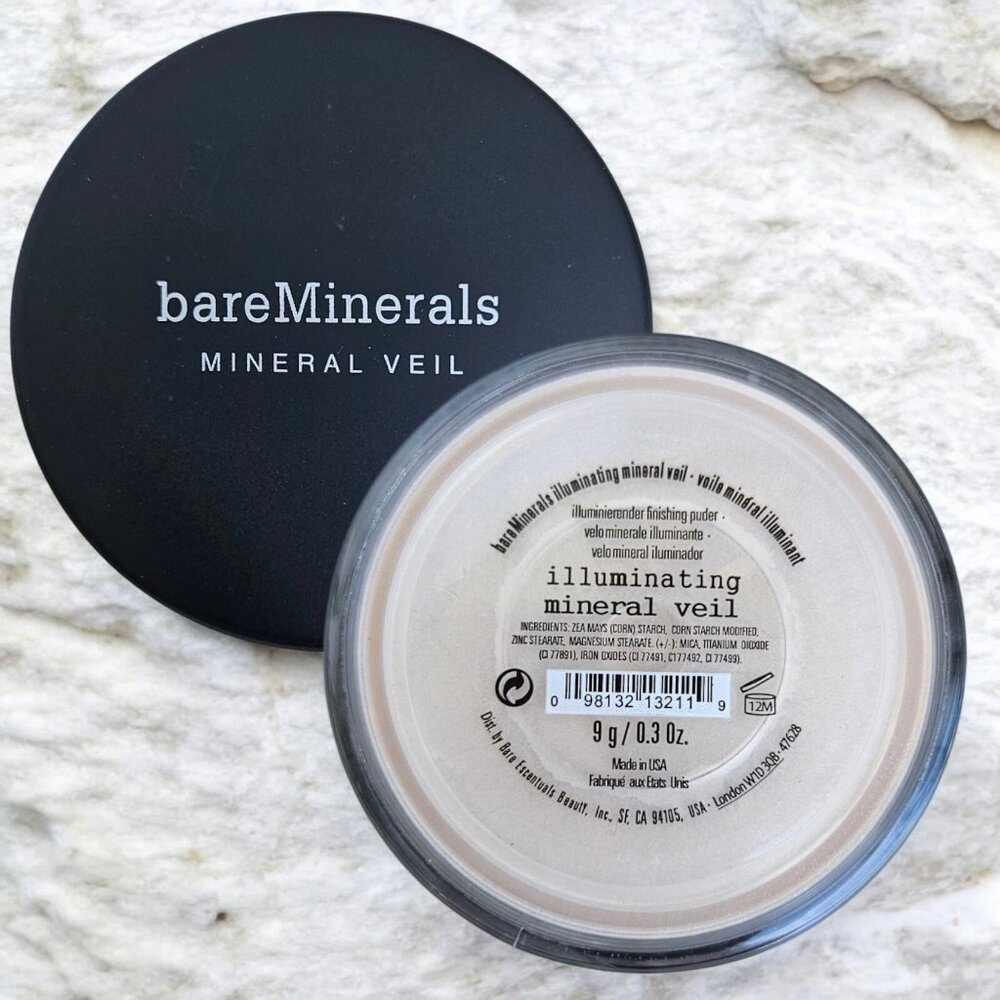 bareMinerals
MINERAL VEIL
bareMinerals illuminating mineral veil · voile minéral illuminant
illuminierender finishing puder ·
velo minerale illuminante ·
velo mineral iluminador
illuminating
mineral veil
INGREDIENTS: ZEA MAYS (CORN) STARCH, CORN STARCH MODIFIED,
ZINC STEARATE, MAGNESIUM STEARATE. (+/-): MICA, TITANIUM DIOXIDE
(CI 77891), IRON OXIDES (CI 77491, CI 77492, CI 77499).
0 98132 13211 9
12M
9 g / 0.3 Oz.
Made in USA
Fabriqué aux Etats Unis
Dist. by Bare Escentuals Beauty, Inc., SF, CA 94105, USA · London W1D 3QB · 47628